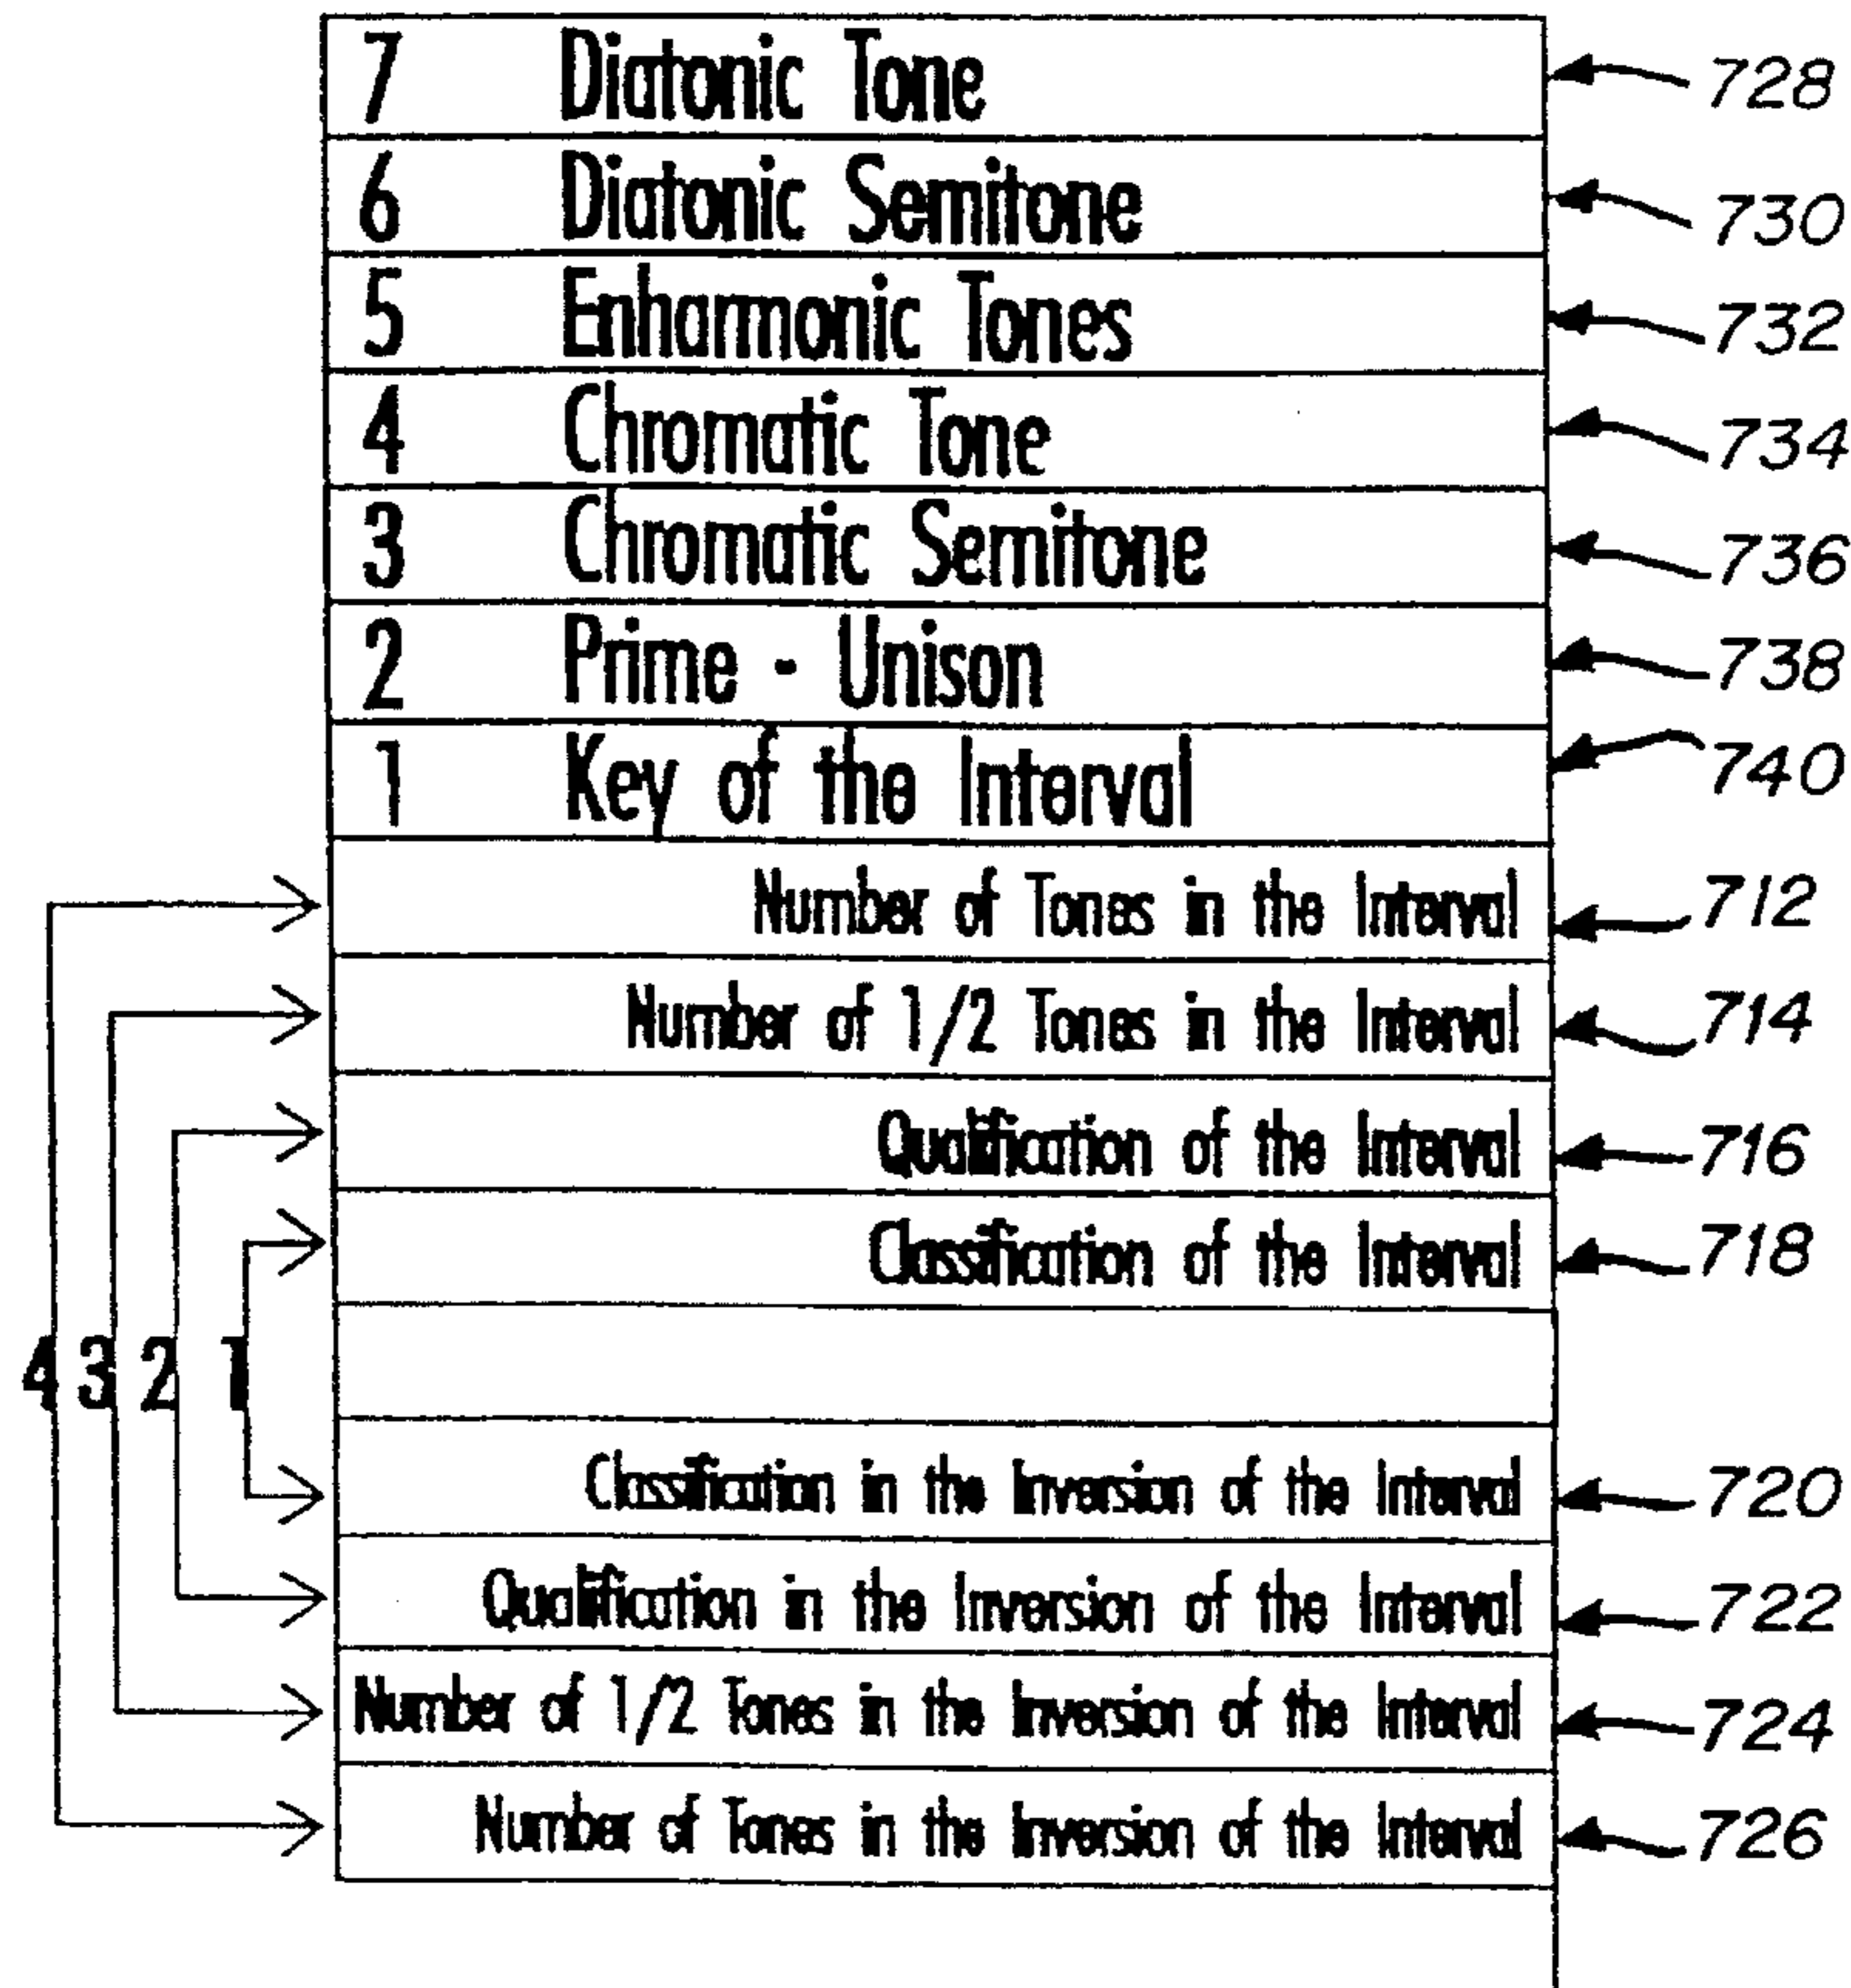 7 Diatonic Tone 728
6 Diatonic Semitone 730
5 Enharmonic Tones 732
4 Chromatic Tone 734
3 Chromatic Semitone 736
2 Prime - Unison 738
1 Key of the Interval 740
Number of Tones in the Interval 712
Number of 1/2 Tones in the Interval 714
Qualification of the Interval 716
Classification of the Interval 718
4 3 2 1
Classification in the Inversion of the Interval 720
Qualification in the Inversion of the Interval 722
Number of 1/2 Tones in the Inversion of the Interval 724
Number of Tones in the Inversion of the Interval 726